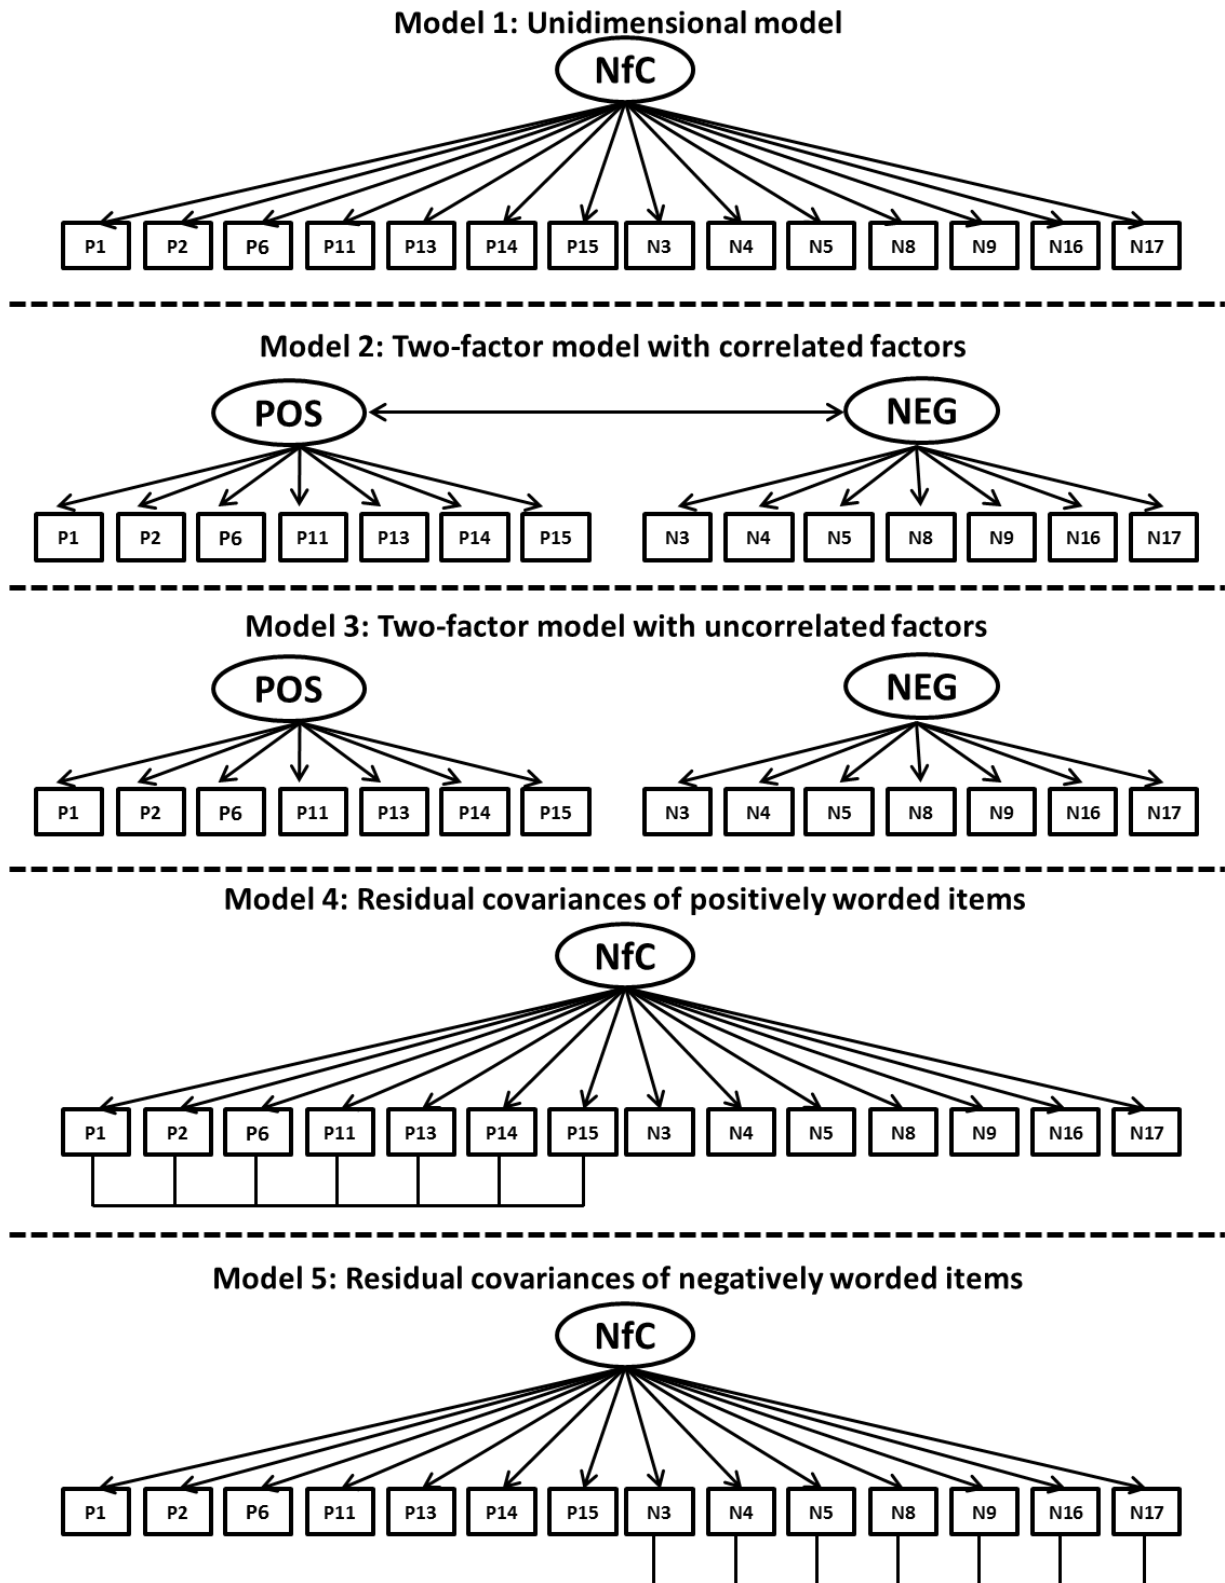 Model 1: Unidimensional model
NfC
P1 P2 P6 P11 P13 P14 P15 N3 N4 N5 N8 N9 N16 N17
Model 2: Two-factor model with correlated factors
POS NEG
P1 P2 P6 P11 P13 P14 P15 N3 N4 N5 N8 N9 N16 N17
Model 3: Two-factor model with uncorrelated factors
POS NEG
P1 P2 P6 P11 P13 P14 P15 N3 N4 N5 N8 N9 N16 N17
Model 4: Residual covariances of positively worded items
NfC
P1 P2 P6 P11 P13 P14 P15 N3 N4 N5 N8 N9 N16 N17
Model 5: Residual covariances of negatively worded items
NfC
P1 P2 P6 P11 P13 P14 P15 N3 N4 N5 N8 N9 N16 N17